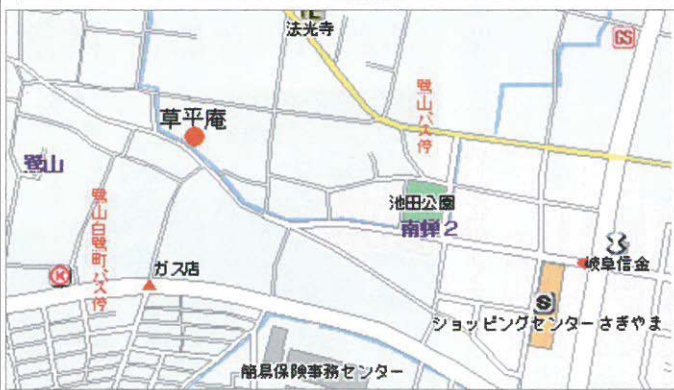 法光寺
GS
鷺山バス停
草平庵
鷺山
池田公園
南蝉2
鷺山白鷺町バス停
岐阜信金
K
ガス店
S
ショッピングセンターさぎやま
簡易保険事務センター